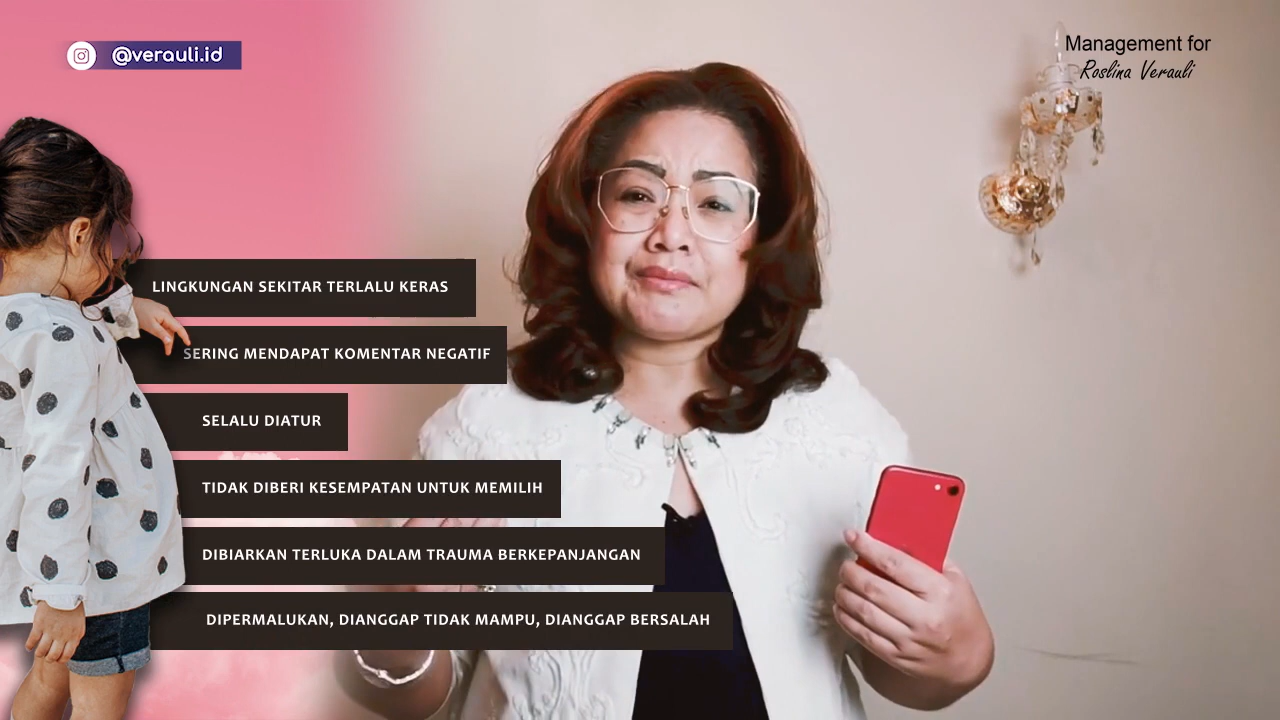 @verauli.id
Management for
Roslina Verauli
LINGKUNGAN SEKITAR TERLALU KERAS
SERING MENDAPAT KOMENTAR NEGATIF
SELALU DIATUR
TIDAK DIBERI KESEMPATAN UNTUK MEMILIH
DIBIARKAN TERLUKA DALAM TRAUMA BERKEPANJANGAN
DIPERMALUKAN, DIANGGAP TIDAK MAMPU, DIANGGAP BERSALAH